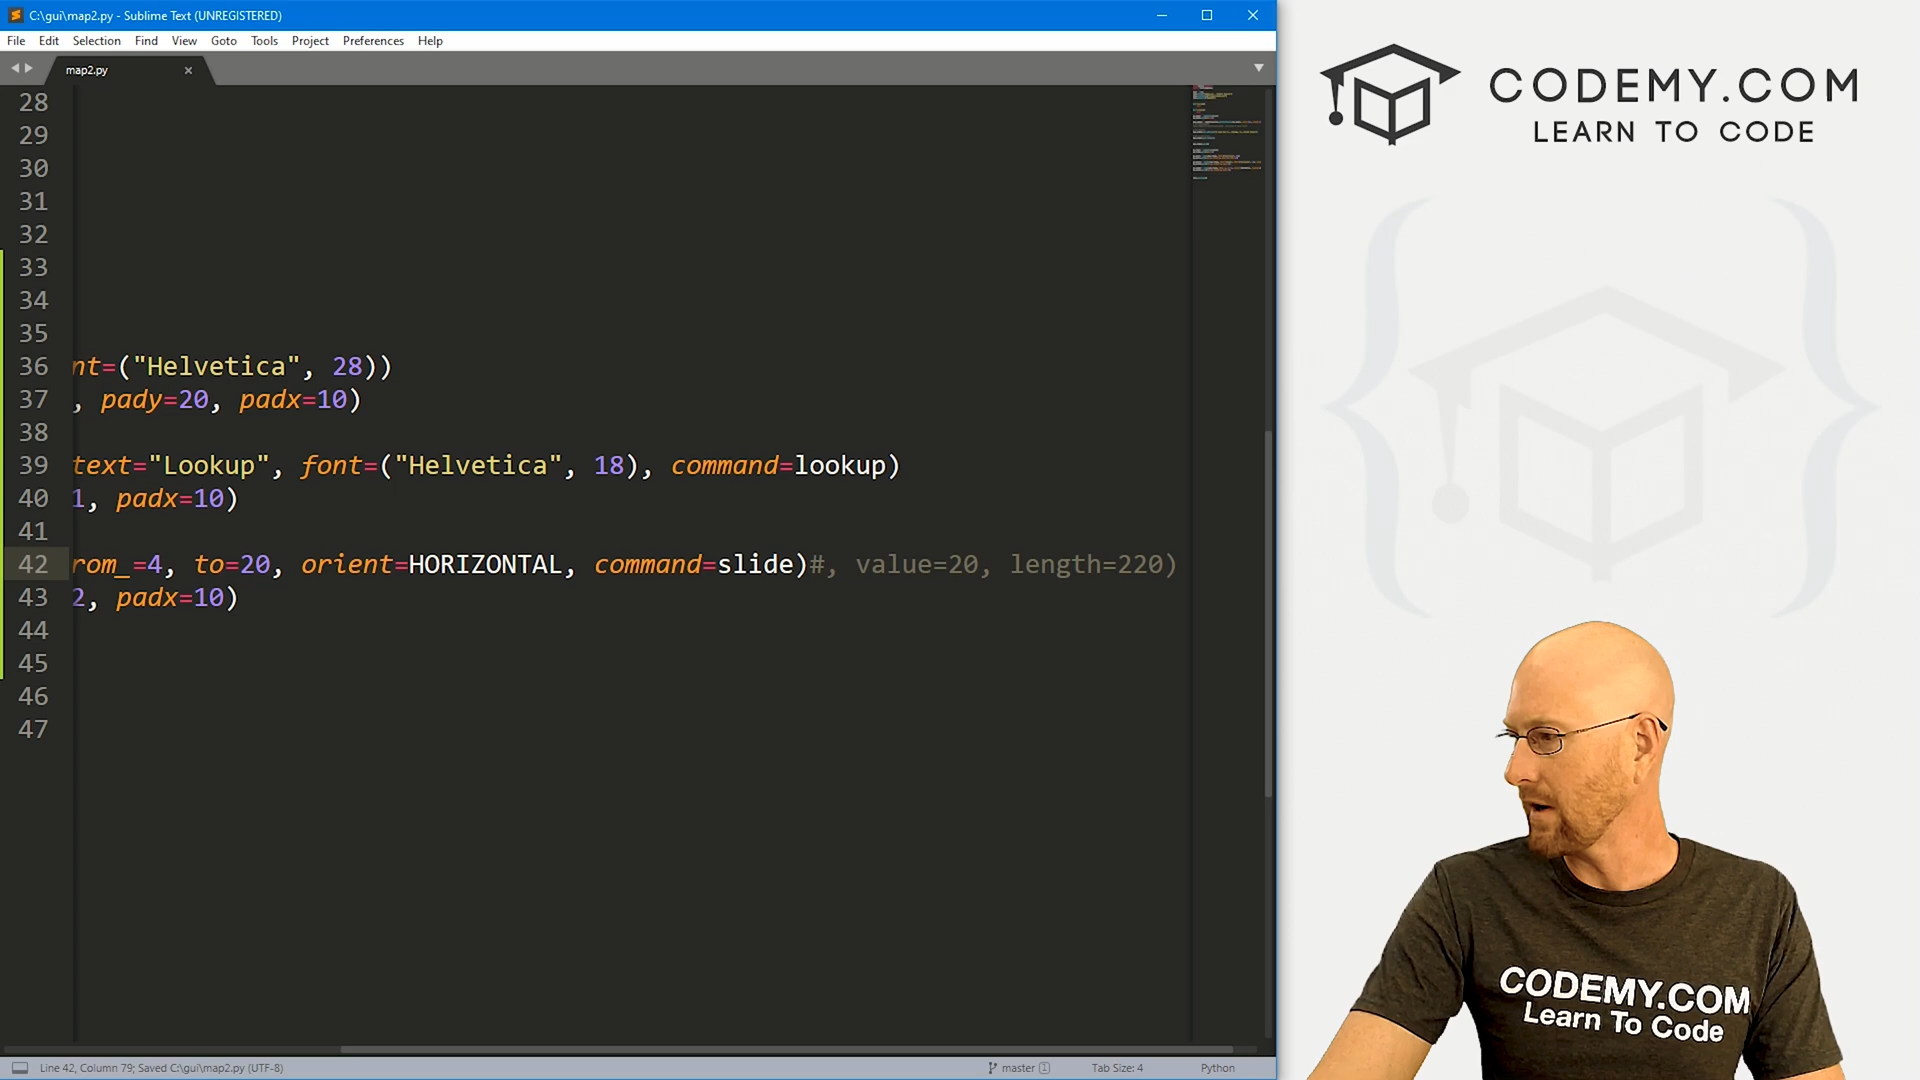 C:\gui\map2.py - Sublime Text (UNREGISTERED)
File Edit Selection Find View Goto Tools Project Preferences Help
map2.py
28
29
30
31
32
33
34
35
36 nt=("Helvetica", 28))
37 , pady=20, padx=10)
38
39 text="Lookup", font=("Helvetica", 18), command=lookup)
40 1, padx=10)
41
42 rom_=4, to=20, orient=HORIZONTAL, command=slide)#, value=20, length=220)
43 2, padx=10)
44
45
46
47
Line 42, Column 79; Saved C:\gui\map2.py (UTF-8)
master 1
Tab Size: 4
Python
CODEMY.COM
LEARN TO CODE
CODEMY.COM
Learn To Code